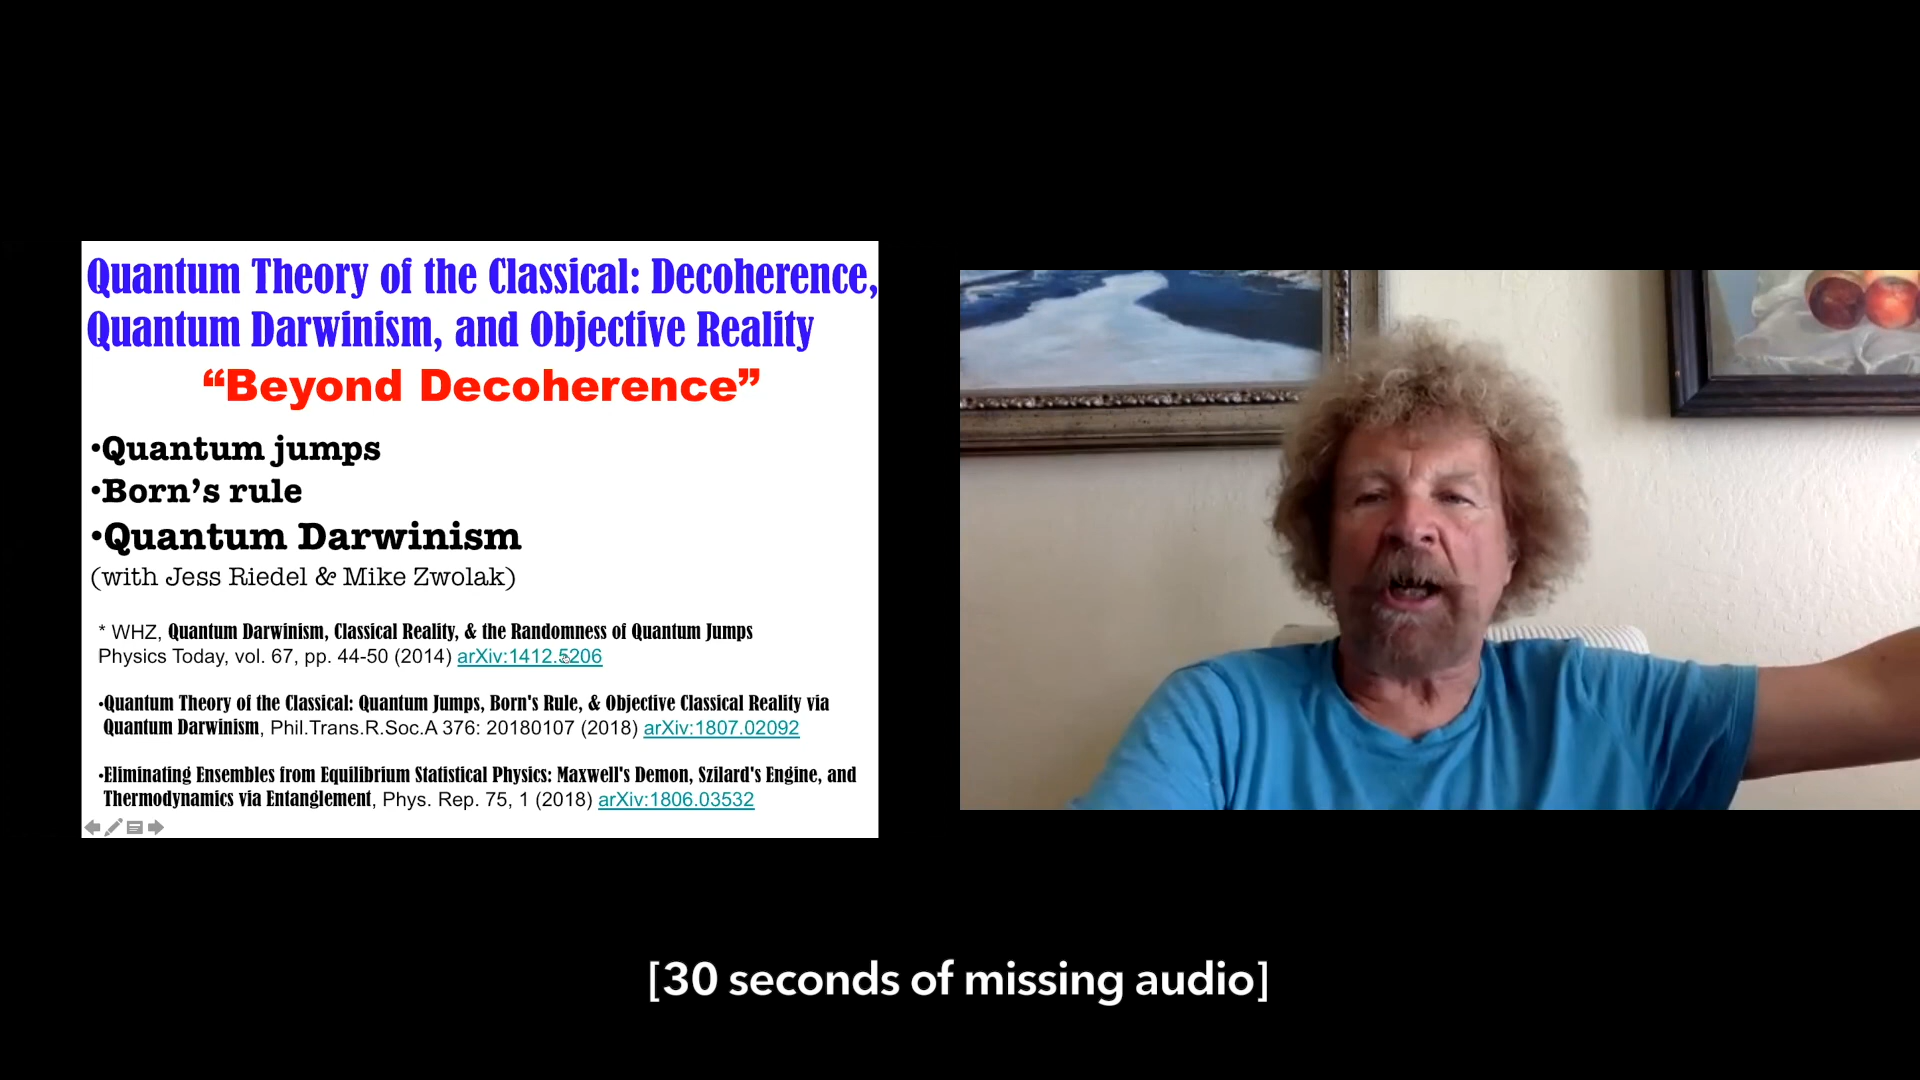 Quantum Theory of the Classical: Decoherence,
Quantum Darwinism, and Objective Reality
“Beyond Decoherence”
•Quantum jumps
•Born’s rule
•Quantum Darwinism
(with Jess Riedel & Mike Zwolak)
* WHZ, Quantum Darwinism, Classical Reality, & the Randomness of Quantum Jumps
Physics Today, vol. 67, pp. 44-50 (2014) arXiv:1412.5206
•Quantum Theory of the Classical: Quantum Jumps, Born's Rule, & Objective Classical Reality via
Quantum Darwinism, Phil.Trans.R.Soc.A 376: 20180107 (2018) arXiv:1807.02092
•Eliminating Ensembles from Equilibrium Statistical Physics: Maxwell's Demon, Szilard's Engine, and
Thermodynamics via Entanglement, Phys. Rep. 75, 1 (2018) arXiv:1806.03532
[30 seconds of missing audio]